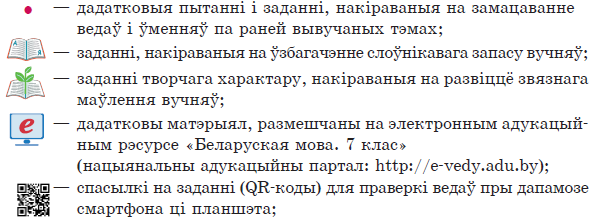 — дадатковыя пытанні і заданні, накіраваныя на замацаванне
ведаў і ўменняў па раней вывучаных тэмах;
— заданні, накіраваныя на ўзбагачэнне слоўнікавага запасу вучняў;
— заданні творчага характару, накіраваныя на развіццё звязнага
маўлення вучняў;
— дадатковы матэрыял, размешчаны на электронным адукацый-
ным рэсурсе «Беларуская мова. 7 клас»
(нацыянальны адукацыйны партал: http://e-vedy.adu.by);
— спасылкі на заданні (QR-коды) для праверкі ведаў пры дапамозе
смартфона ці планшэта;